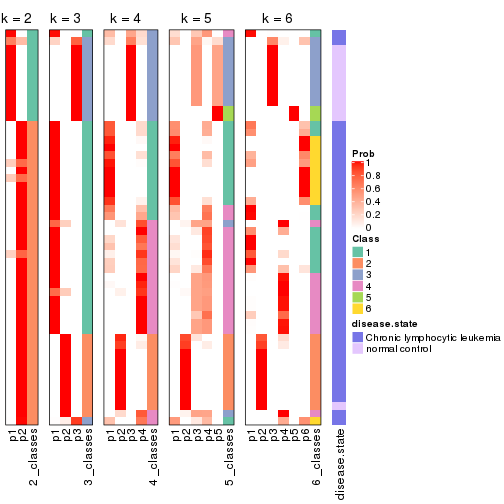 k = 2 k = 3 k = 4 k = 5 k = 6
Prob
1
0.8
0.6
0.4
0.2
0
Class
1
2
3
4
5
6
disease.state
Chronic lymphocytic leukemia
normal control
p1 p2 2_classes p1 p2 p3 3_classes p1 p2 p3 p4 4_classes p1 p2 p3 p4 p5 5_classes p1 p2 p3 p4 p5 p6 6_classes disease.state